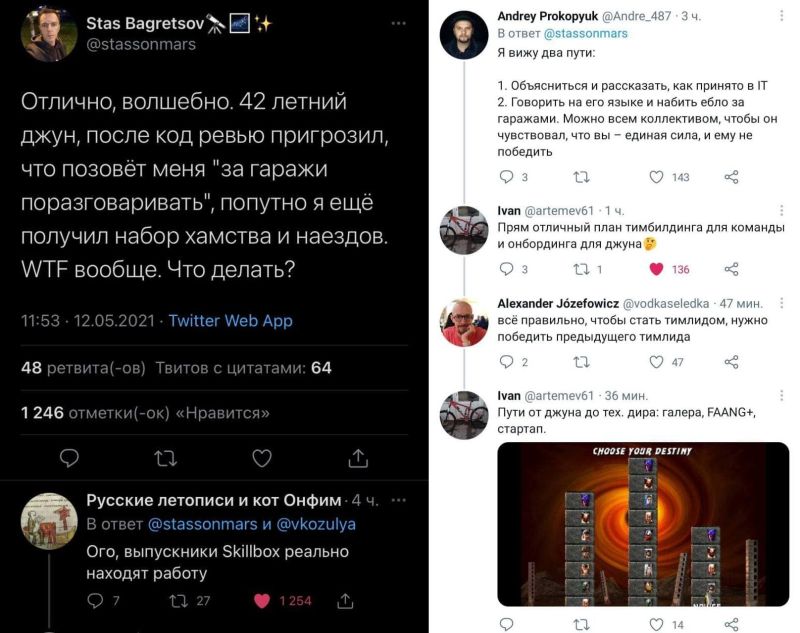 Stas Bagretsov
@stassonmars
Отлично, волшебно. 42 летний
джун, после код ревью пригрозил,
что позовёт меня "за гаражи
поразговаривать", попутно я ещё
получил набор хамства и наездов.
WTF вообще. Что делать?
11:53 · 12.05.2021 · Twitter Web App
48 ретвита(-ов) Твитов с цитатами: 64
1 246 отметки(-ок) «Нравится»
Русские летописи и кот Онфим · 4 ч.
В ответ @stassonmars и @vkozulya
Ого, выпускники Skillbox реально
находят работу
7 27 1 254
Andrey Prokopyuk @Andre_487 · 3 ч.
В ответ @stassonmars
Я вижу два пути:
1. Объясниться и рассказать, как принято в IT
2. Говорить на его языке и набить ебло за
гаражами. Можно всем коллективом, чтобы он
чувствовал, что вы – единая сила, и ему не
победить
3 143
Ivan @artemev61 · 1 ч.
Прям отличный план тимбилдинга для команды
и онбординга для джуна🤔
3 1 136
Alexander Józefowicz @vodkaseledka · 47 мин.
всё правильно, чтобы стать тимлидом, нужно
победить предыдущего тимлида
2 47
Ivan @artemev61 · 36 мин.
Пути от джуна до тех. дира: галера, FAANG+,
стартап.
CHOOSE YOUR DESTINY
14